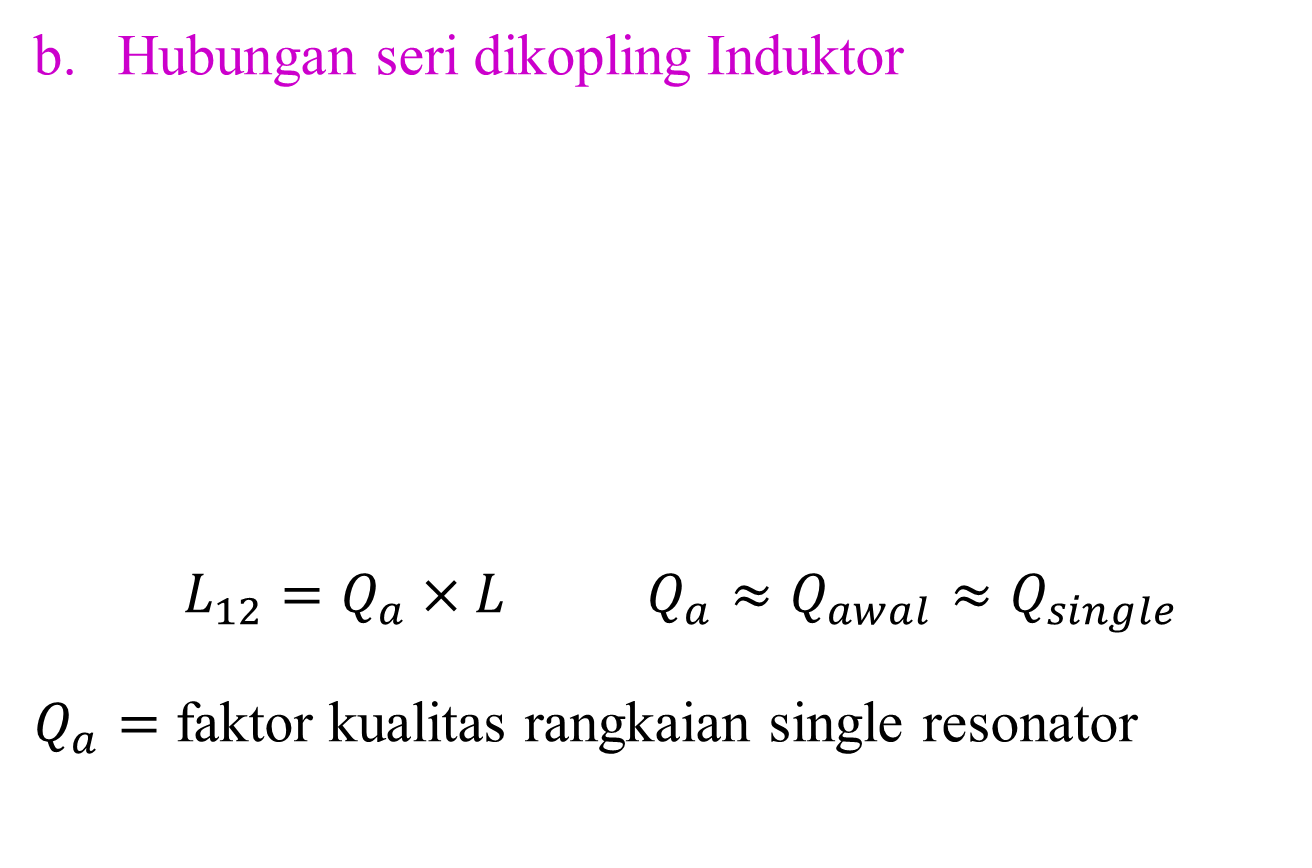 b. Hubungan seri dikopling Induktor
L₁₂ = Qₐ × L Qₐ ≈ Q_awal ≈ Q_single
Qₐ = faktor kualitas rangkaian single resonator